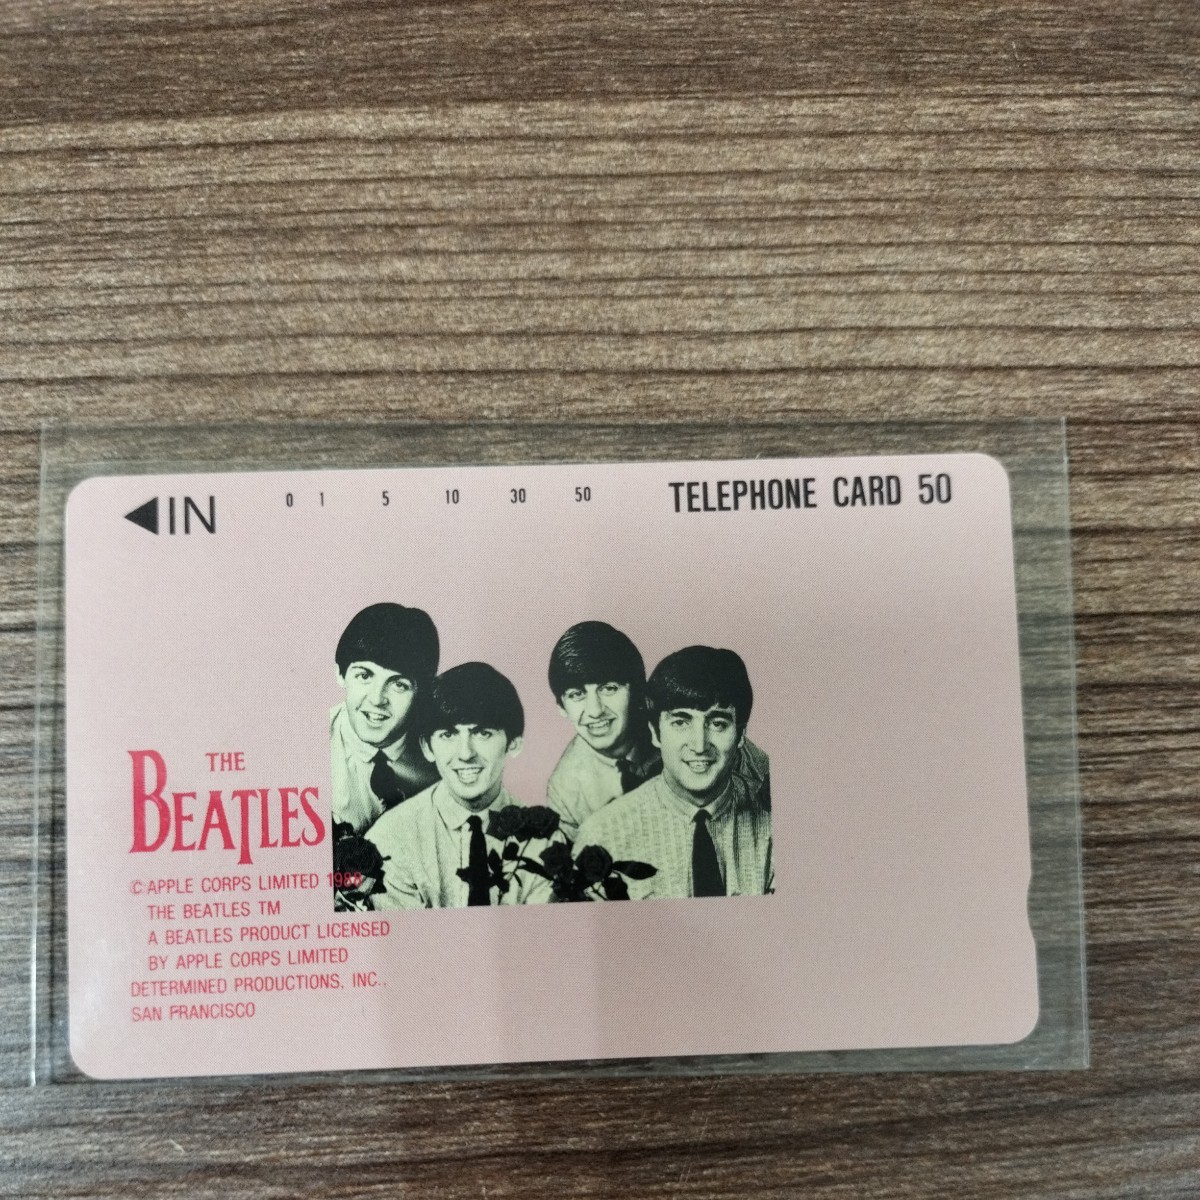 ◀IN 0 1 5 10 30 50 TELEPHONE CARD 50
THE
BEATLES
© APPLE CORPS LIMITED 1988
THE BEATLES TM
A BEATLES PRODUCT LICENSED
BY APPLE CORPS LIMITED
DETERMINED PRODUCTIONS, INC.,
SAN FRANCISCO